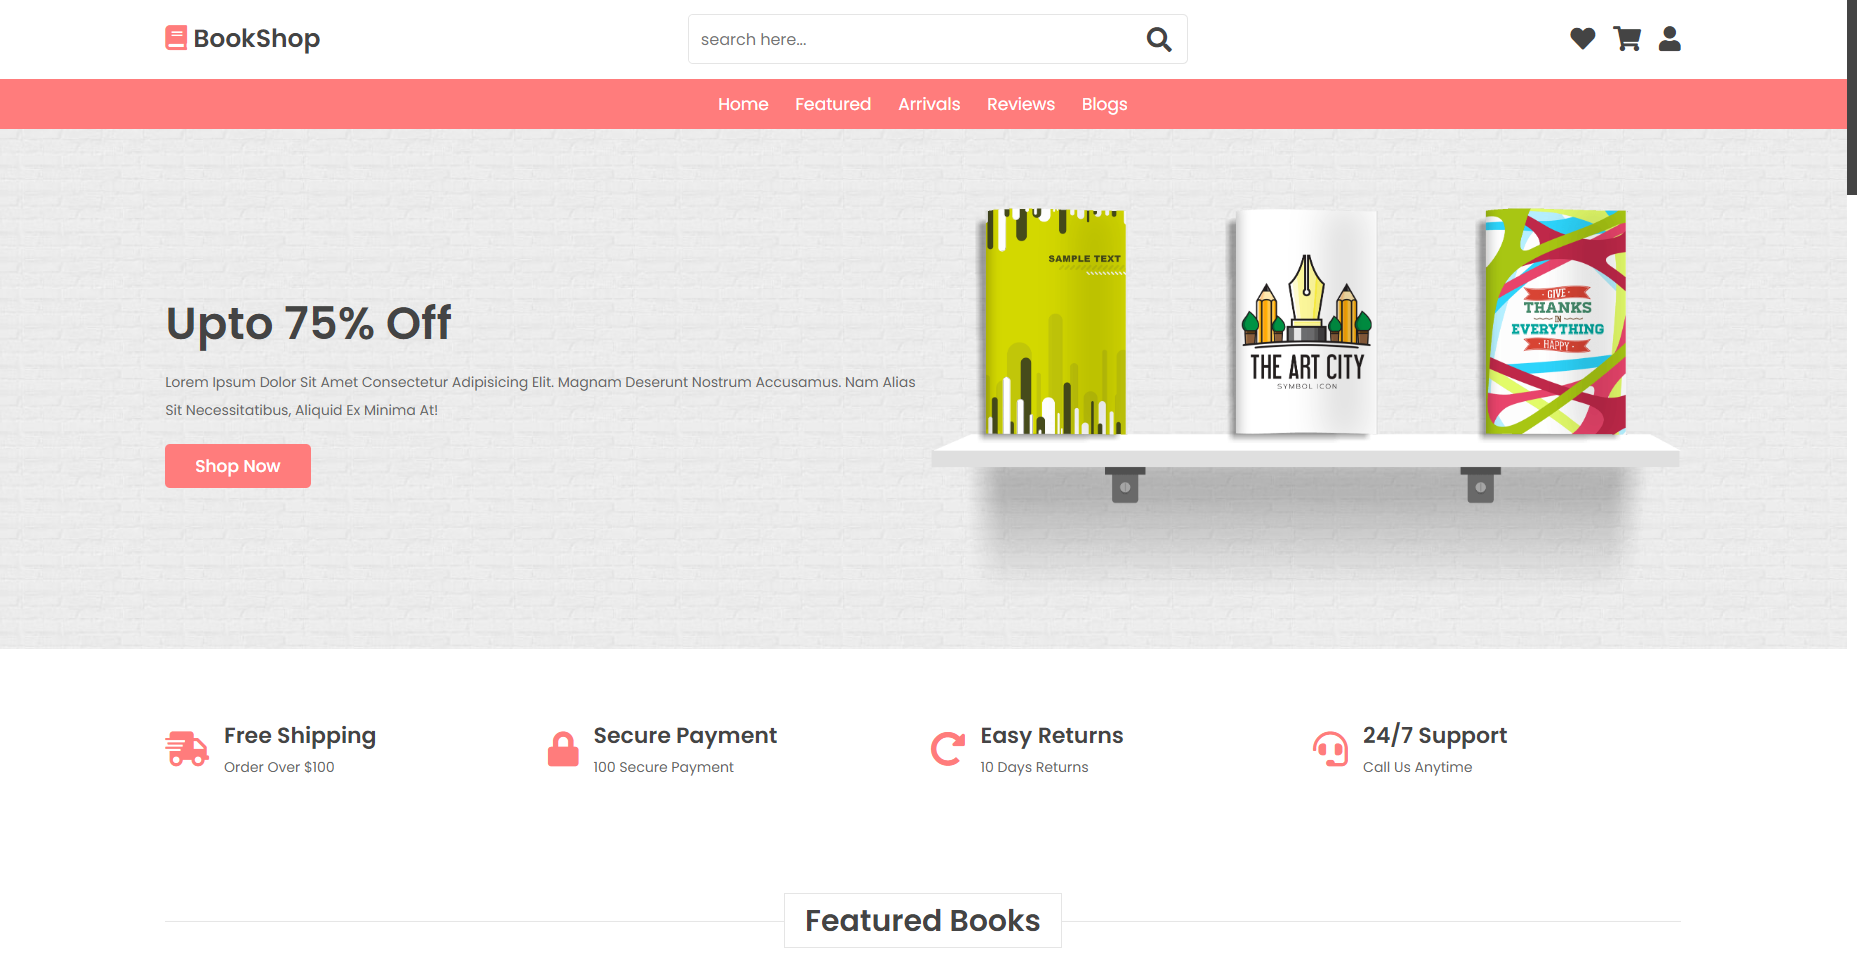 BookShop
search here...
Home Featured Arrivals Reviews Blogs
SAMPLE TEXT
THE ART CITY
SYMBOL ICON
· GIVE ·
THANKS
IN
EVERYTHING
· HAPPY ·
Upto 75% Off
Lorem Ipsum Dolor Sit Amet Consectetur Adipisicing Elit. Magnam Deserunt Nostrum Accusamus. Nam Alias
Sit Necessitatibus, Aliquid Ex Minima At!
Shop Now
Free Shipping
Order Over $100
Secure Payment
100 Secure Payment
Easy Returns
10 Days Returns
24/7 Support
Call Us Anytime
Featured Books